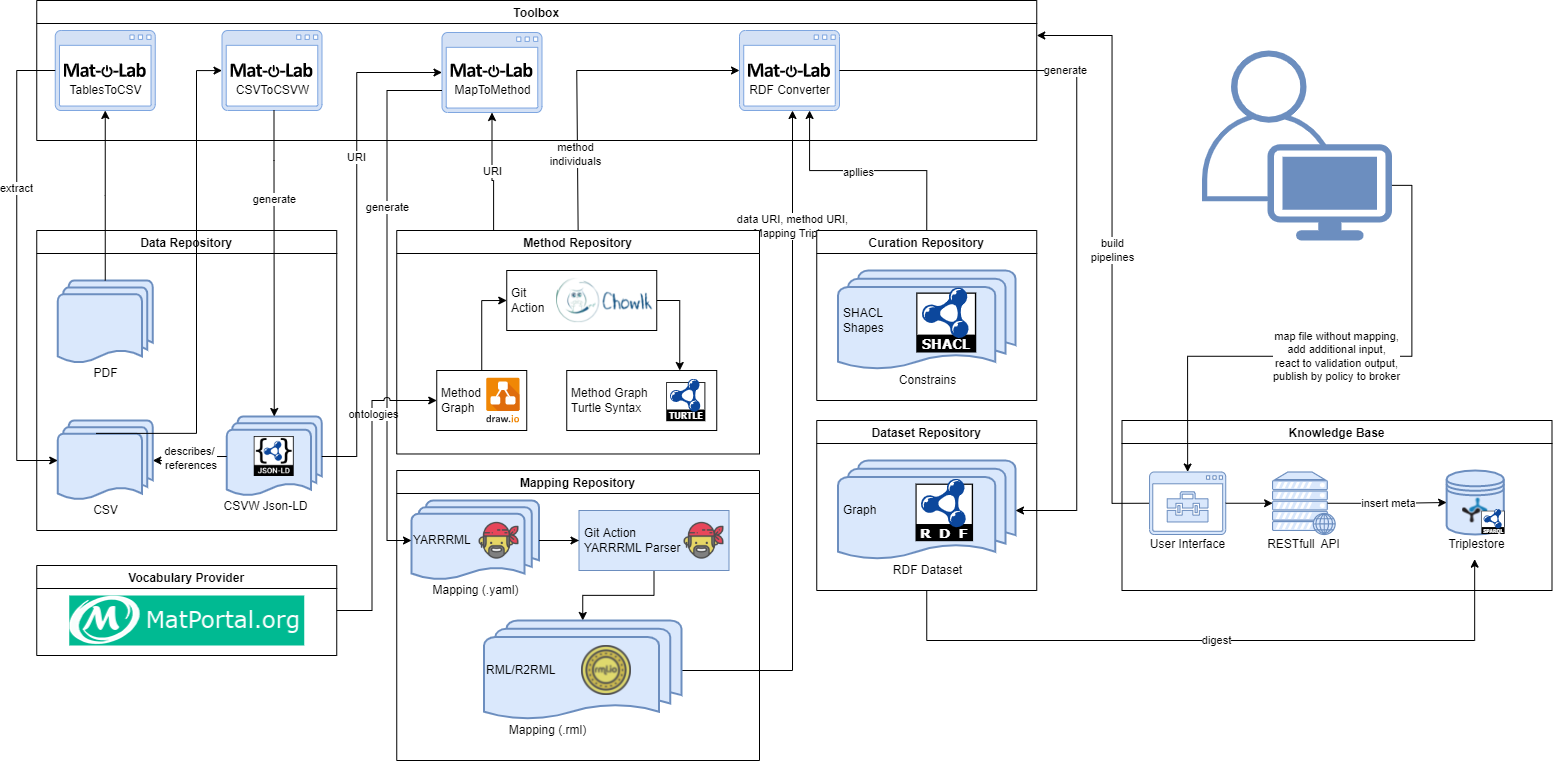 Toolbox
Mat-o-Lab
TablesToCSV
Mat-o-Lab
CSVToCSVW
Mat-o-Lab
MapToMethod
Mat-o-Lab
RDF Converter
generate
extract
URI
generate
generate
URI
method
individuals
apllies
data URI, method URI,
Mapping Trip
build
pipelines
Data Repository
PDF
CSV
describes/
references
JSON-LD
CSVW Json-LD
Method Repository
Git
Action
Chowlk
Method
Graph
draw.io
Method Graph
Turtle Syntax
TURTLE
ontologies
Curation Repository
SHACL
Shapes
SHACL
Constrains
Dataset Repository
Graph
RDF
RDF Dataset
map file without mapping,
add additional input,
react to validation output,
publish by policy to broker
Knowledge Base
User Interface
RESTfull API
insert meta
SPARQL
Triplestore
digest
Mapping Repository
YARRRML
Mapping (.yaml)
Git Action
YARRRML Parser
RML/R2RML
rml.io
Mapping (.rml)
Vocabulary Provider
M MatPortal.org